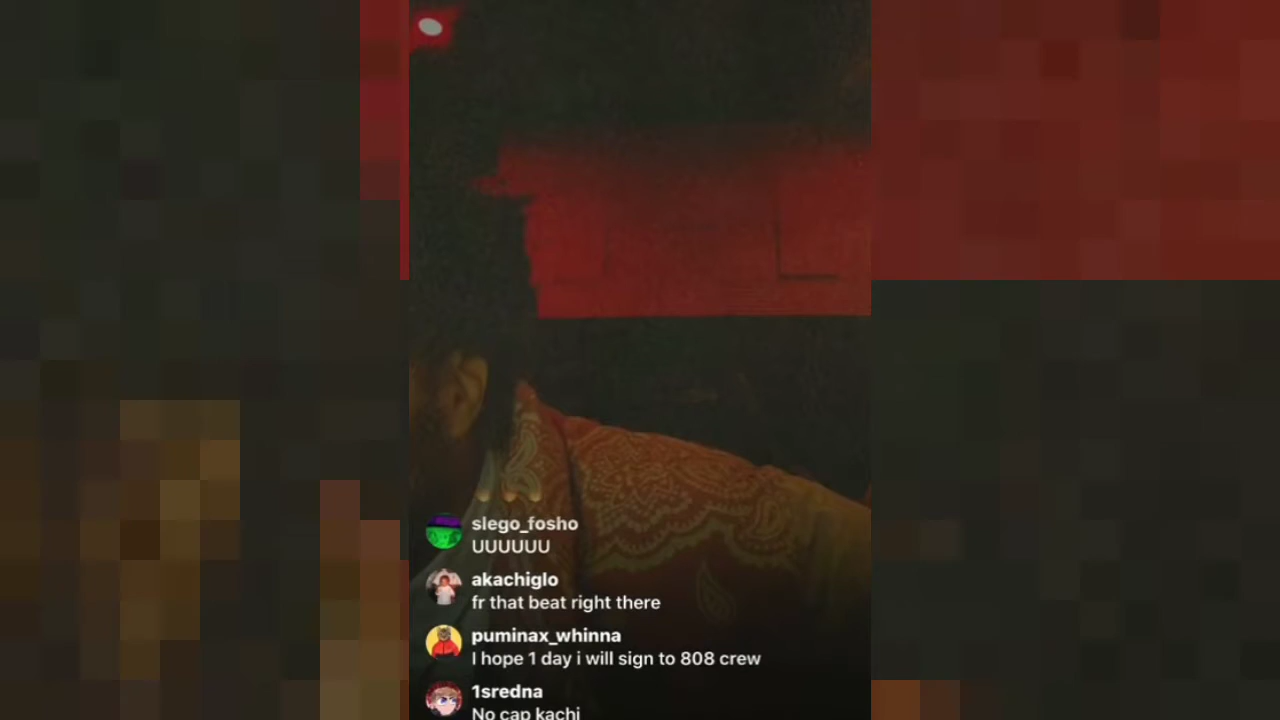 slego_fosho
UUUUUU
akachiglo
fr that beat right there
puminax_whinna
I hope 1 day i will sign to 808 crew
1sredna
No cap kachi